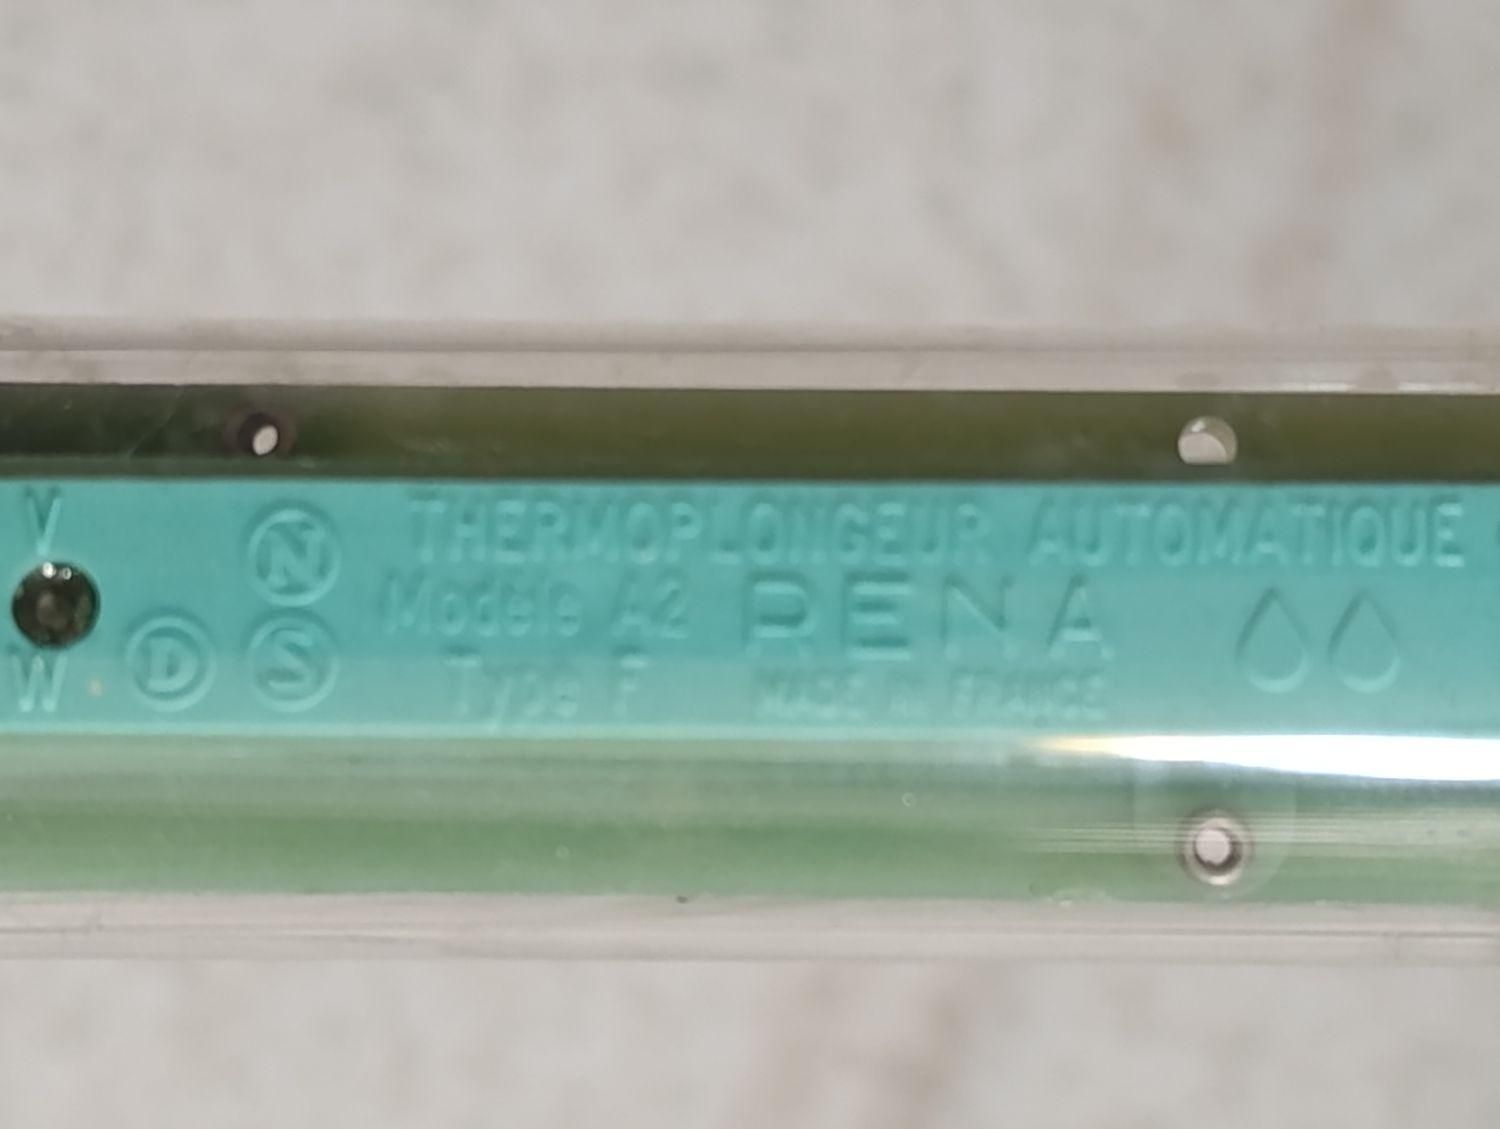 V
W
N
D S
THERMOPLONGEUR AUTOMATIQUE
Modèle A2 RENA
Type F MADE IN FRANCE